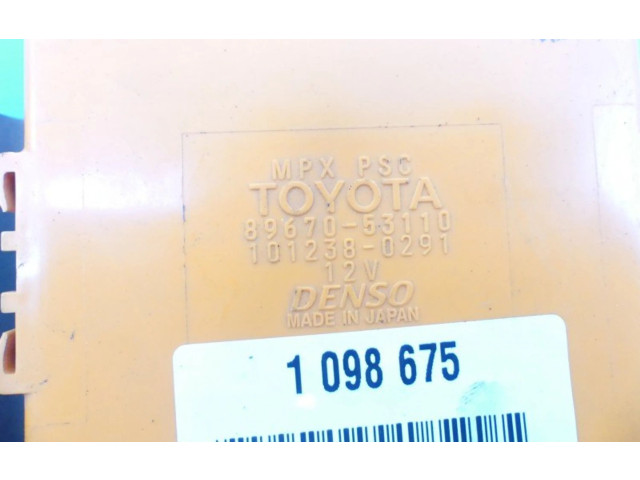 MPX PSC
TOYOTA
89670-53110
101238-0291
12V
DENSO
MADE IN JAPAN
1 098 675